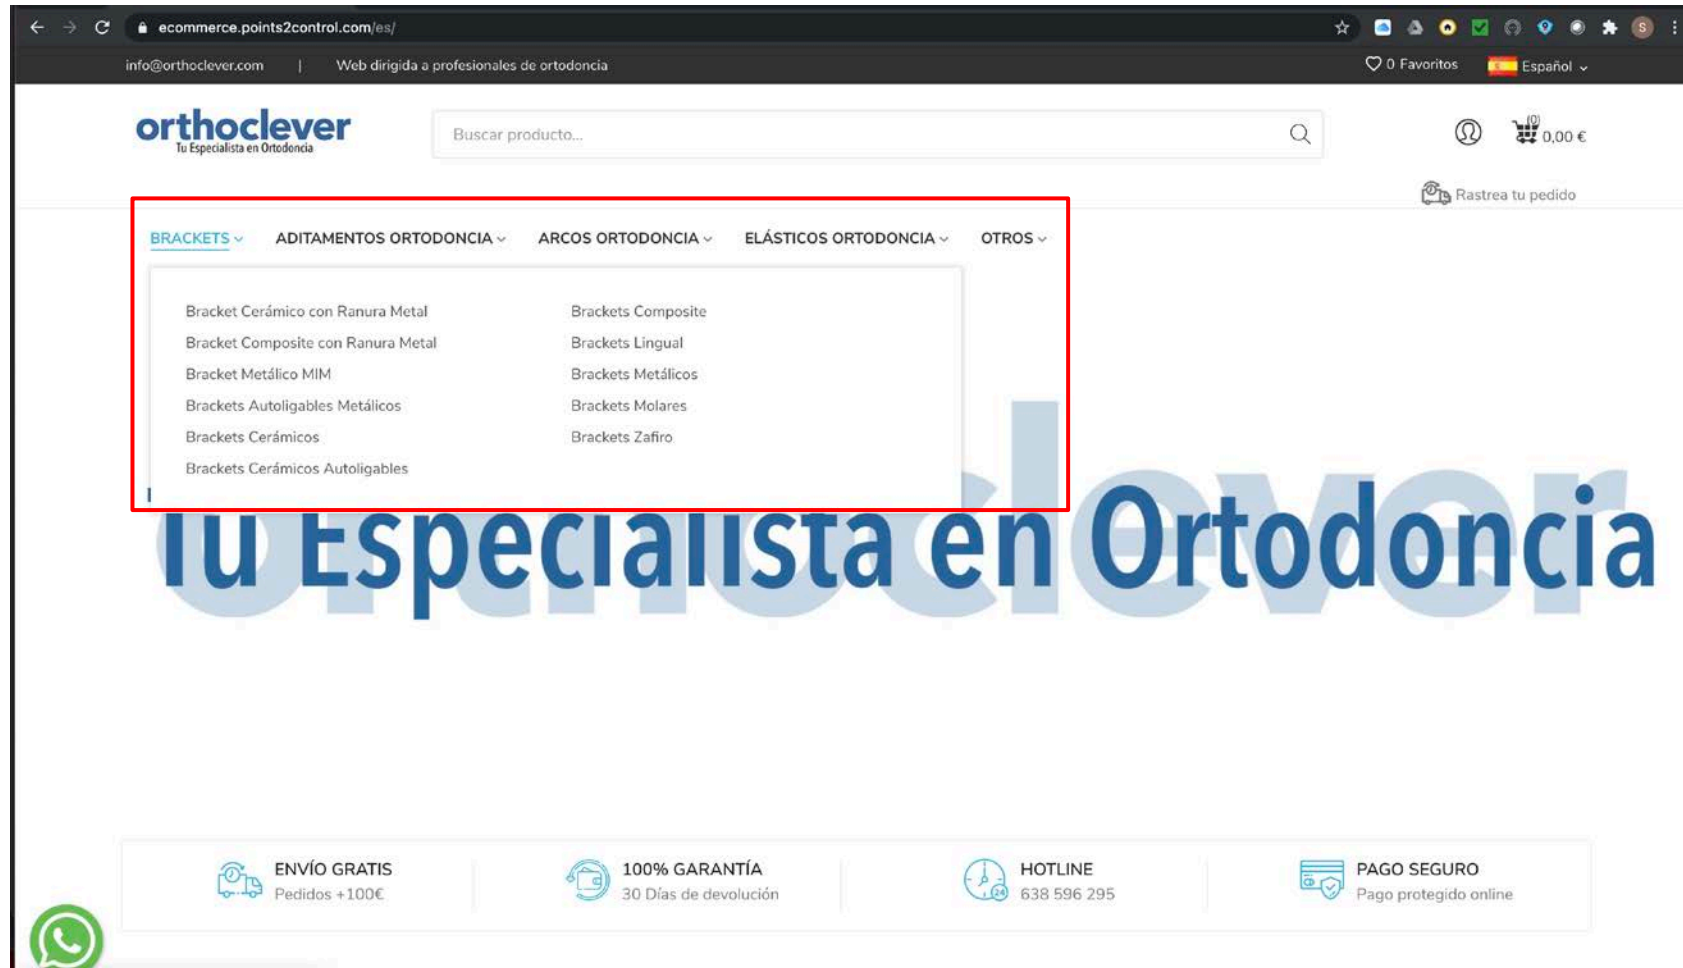 ecommerce.points2control.com/es/
S
info@orthoclever.com | Web dirigida a profesionales de ortodoncia
0 Favoritos Español
orthoclever
Tu Especialista en Ortodoncia
Buscar producto...
(0)
0,00 €
Rastrea tu pedido
BRACKETS ADITAMENTOS ORTODONCIA ARCOS ORTODONCIA ELÁSTICOS ORTODONCIA OTROS
Bracket Cerámico con Ranura Metal
Bracket Composite con Ranura Metal
Bracket Metálico MIM
Brackets Autoligables Metálicos
Brackets Cerámicos
Brackets Cerámicos Autoligables
Brackets Composite
Brackets Lingual
Brackets Metálicos
Brackets Molares
Brackets Zafiro
orthoclever
Tu Especialista en Ortodoncia
ENVÍO GRATIS
Pedidos +100€
100% GARANTÍA
30 Días de devolución
24
HOTLINE
638 596 295
PAGO SEGURO
Pago protegido online